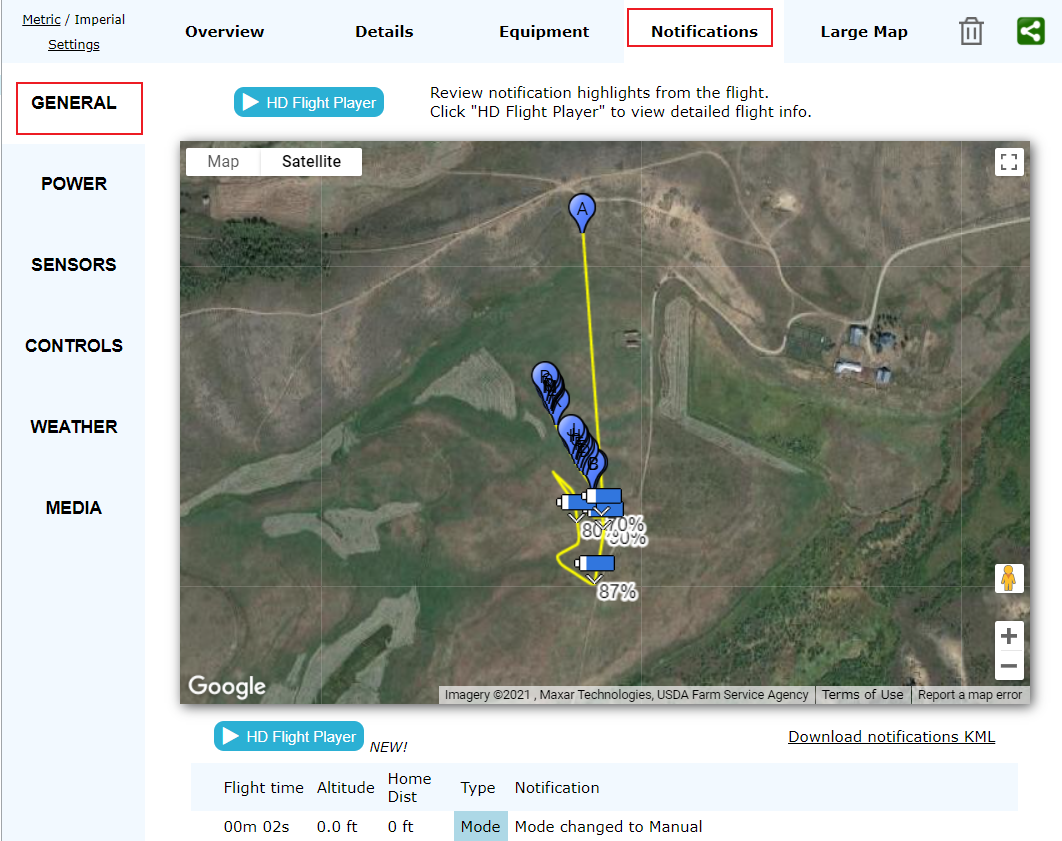 Metric / Imperial
Settings
Overview
Details
Equipment
Notifications
Large Map
GENERAL
POWER
SENSORS
CONTROLS
WEATHER
MEDIA
HD Flight Player
Review notification highlights from the flight.
Click "HD Flight Player" to view detailed flight info.
Map
Satellite
A
B
87%
Google
Imagery ©2021 , Maxar Technologies, USDA Farm Service Agency
Terms of Use
Report a map error
HD Flight Player
NEW!
Download notifications KML
Flight time
Altitude
Home
Dist
Type
Notification
00m 02s
0.0 ft
0 ft
Mode
Mode changed to Manual